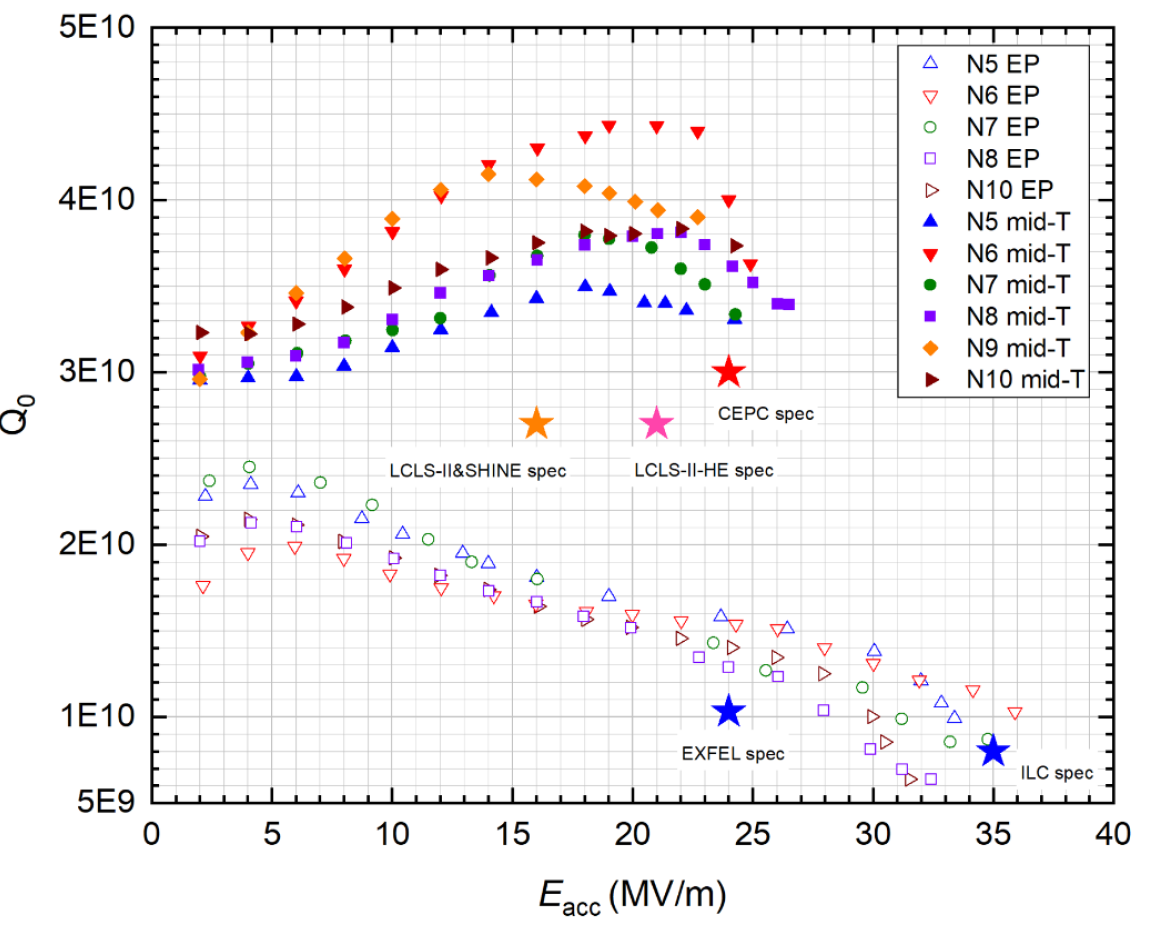 5E10
4E10
3E10
2E10
1E10
5E9
Q0
N5 EP
N6 EP
N7 EP
N8 EP
N10 EP
N5 mid-T
N6 mid-T
N7 mid-T
N8 mid-T
N9 mid-T
N10 mid-T
CEPC spec
LCLS-II&SHINE spec
LCLS-II-HE spec
EXFEL spec
ILC spec
0 5 10 15 20 25 30 35 40
Eacc (MV/m)